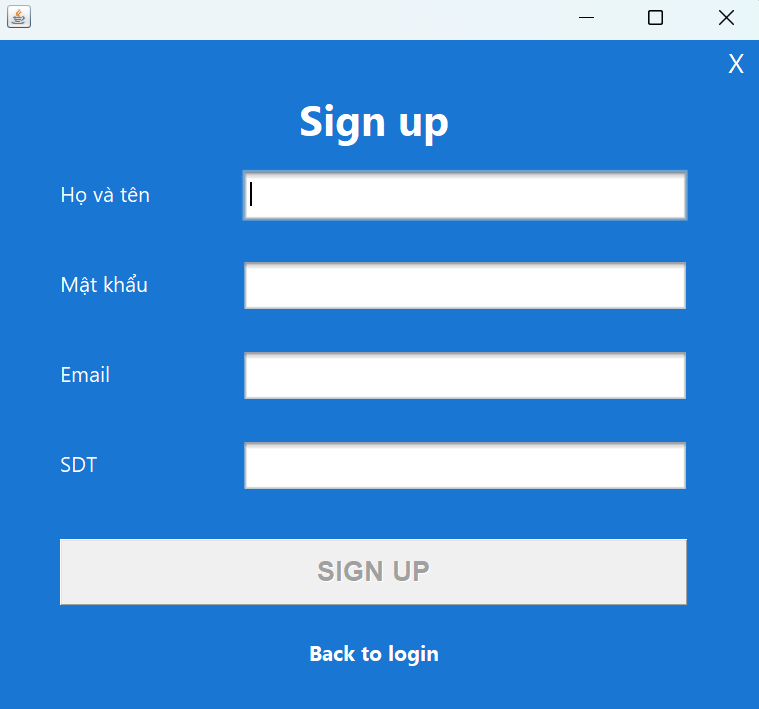 X
Sign up
Họ và tên
Mật khẩu
Email
SDT
SIGN UP
Back to login